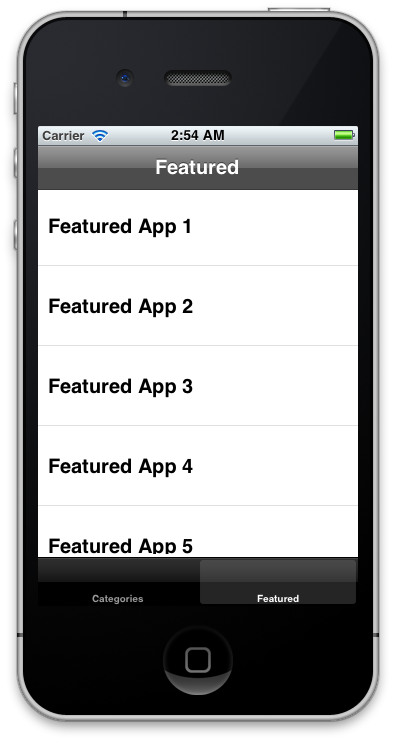 Carrier 2:54 AM
Featured
Featured App 1
Featured App 2
Featured App 3
Featured App 4
Featured App 5
Categories Featured